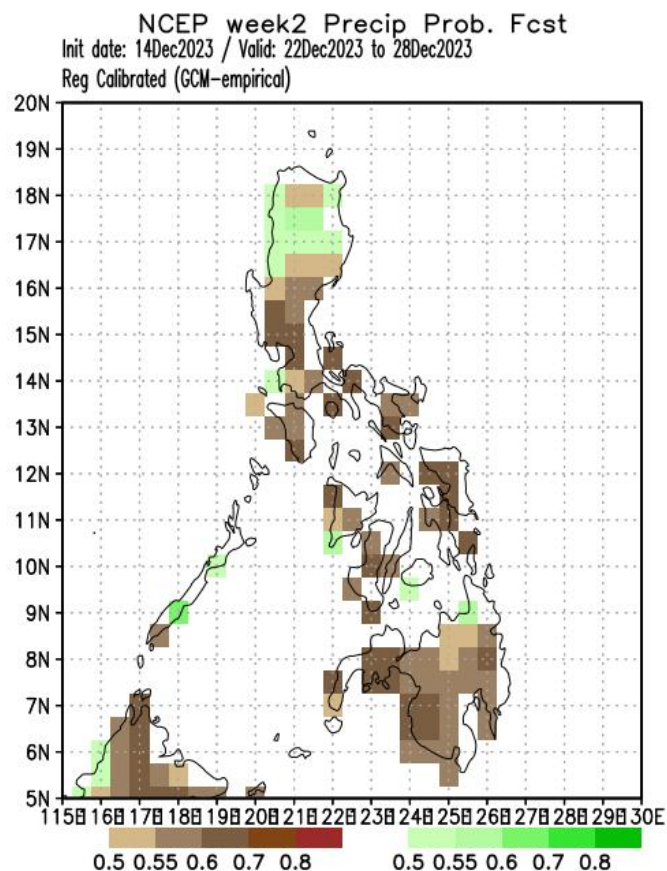 NCEP week2 Precip Prob. Fcst
Init date: 14Dec2023 / Valid: 22Dec2023 to 28Dec2023
Reg Calibrated (GCM-empirical)
20N
19N
18N
17N
16N
15N
14N
13N
12N
11N
10N
9N
8N
7N
6N
5N
115E 116E 117E 118E 119E 120E 121E 122E 123E 124E 125E 126E 127E 128E 129E 130E
0.5 0.55 0.6 0.7 0.8 0.5 0.55 0.6 0.7 0.8